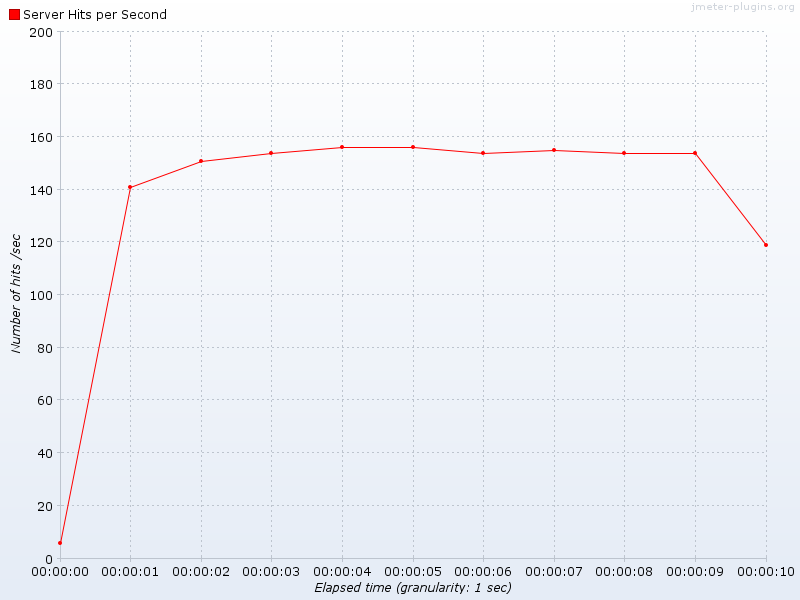 jmeter-plugins.org
Server Hits per Second
200
180
160
140
120
100
80
60
40
20
0
Number of hits /sec
00:00:00 00:00:01 00:00:02 00:00:03 00:00:04 00:00:05 00:00:06 00:00:07 00:00:08 00:00:09 00:00:10
Elapsed time (granularity: 1 sec)